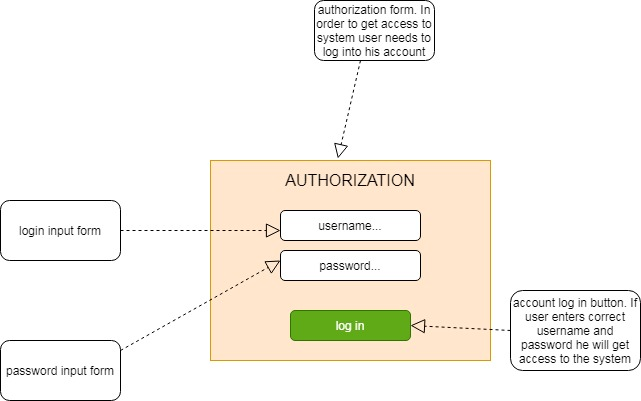 authorization form. In
order to get access to
system user needs to
log into his account
AUTHORIZATION
username...
login input form
password...
account log in button. If
user enters correct
username and
password he will get
access to the system
log in
password input form